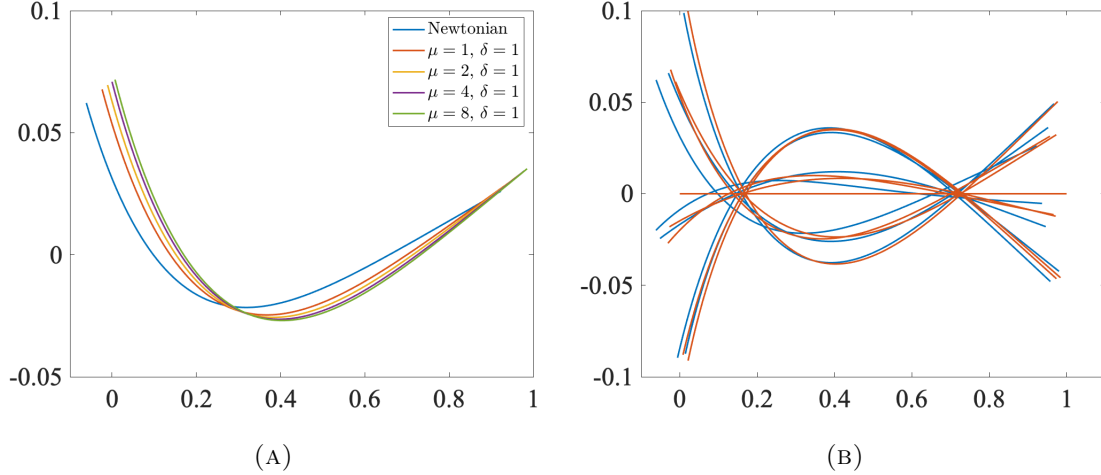 0.1
0.05
0
-0.05
0 0.2 0.4 0.6 0.8 1
Newtonian
μ = 1, δ = 1
μ = 2, δ = 1
μ = 4, δ = 1
μ = 8, δ = 1
(A)
0.1
0.05
0
-0.05
-0.1
0 0.2 0.4 0.6 0.8 1
(B)